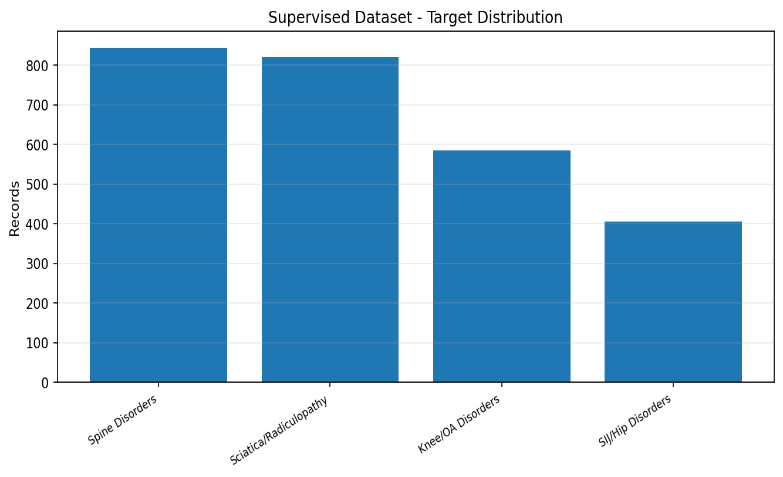 Supervised Dataset - Target Distribution
Records
800
700
600
500
400
300
200
100
0
Spine Disorders
Sciatica/Radiculopathy
Knee/OA Disorders
SIJ/Hip Disorders